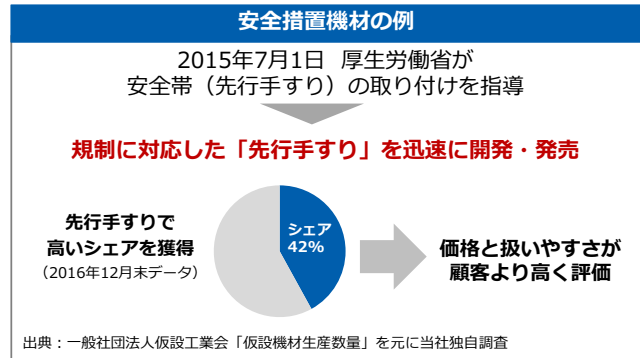 安全措置機材の例
2015年7月1日 厚生労働省が
安全帯（先行手すり）の取り付けを指導
規制に対応した「先行手すり」を迅速に開発・発売
先行手すりで
高いシェアを獲得
（2016年12月末データ）
シェア
42%
価格と扱いやすさが
顧客より高く評価
出典：一般社団法人仮設工業会「仮設機材生産数量」を元に当社独自調査